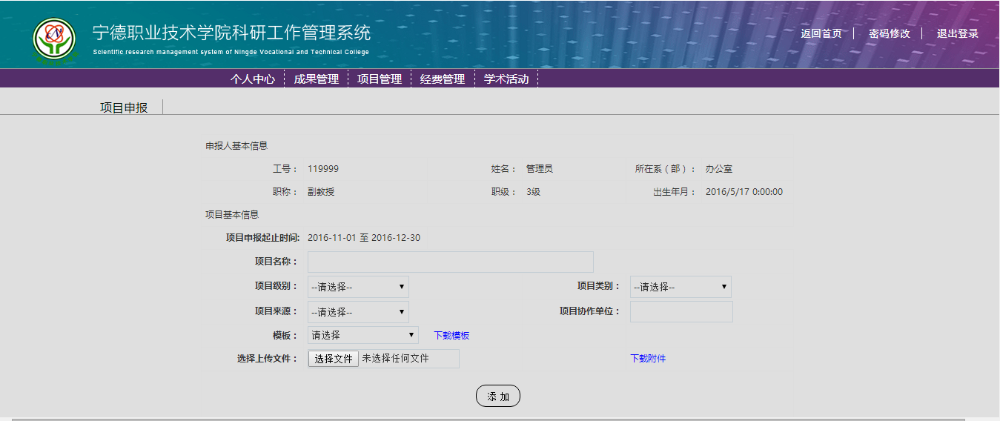 宁德职业技术学院科研工作管理系统
Scientific research management system of Ningde Vocational and Technical College
返回首页 密码修改 退出登录
个人中心 成果管理 项目管理 经费管理 学术活动
项目申报
申报人基本信息
工号： 119999 姓名： 管理员 所在系（部）： 办公室
职称： 副教授 职级： 3级 出生年月： 2016/5/17 0:00:00
项目基本信息
项目申报起止时间: 2016-11-01 至 2016-12-30
项目名称：
项目级别： --请选择-- 项目类别： --请选择--
项目来源： --请选择-- 项目协作单位：
模板： 请选择 下载模板
选择上传文件： 选择文件 未选择任何文件 下载附件
添 加